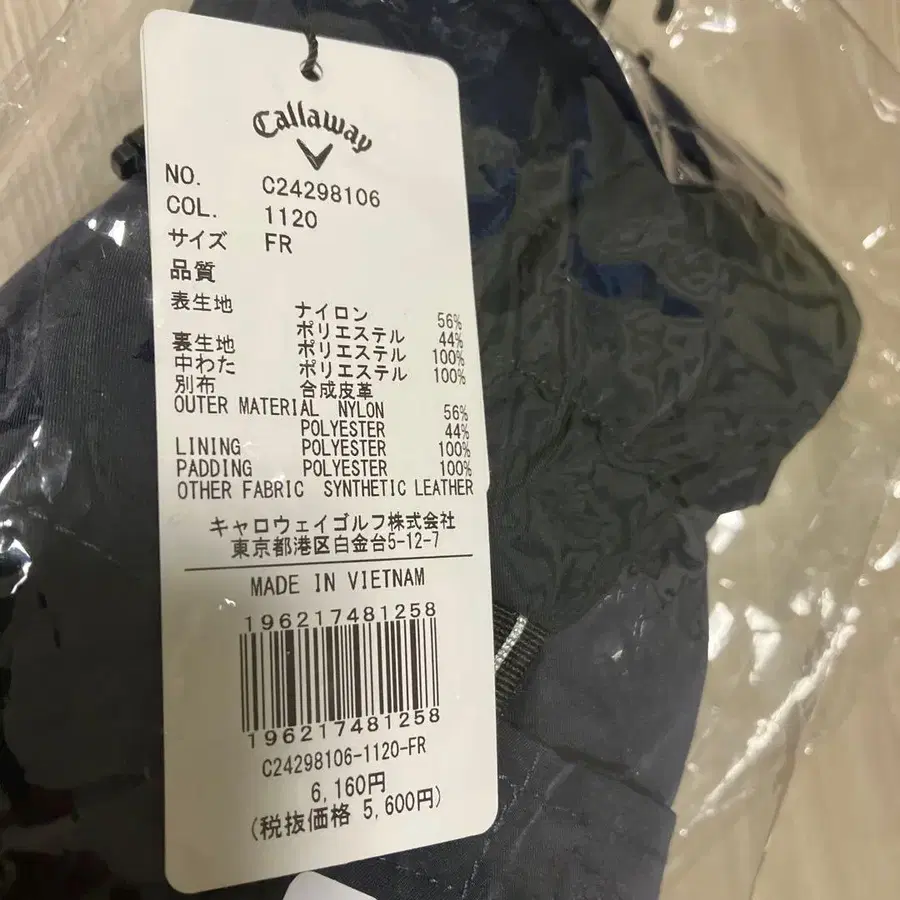 Callaway
NO. C24298106
COL. 1120
サイズ FR
品質
表生地 ナイロン 56%
ポリエステル 44%
裏生地 ポリエステル 100%
中わた ポリエステル 100%
別布 合成皮革
OUTER MATERIAL NYLON 56%
POLYESTER 44%
LINING POLYESTER 100%
PADDING POLYESTER 100%
OTHER FABRIC SYNTHETIC LEATHER
キャロウェイゴルフ株式会社
東京都港区白金台5-12-7
MADE IN VIETNAM
196217481258
196217481258
C24298106-1120-FR
6,160円
(税抜価格 5,600円)